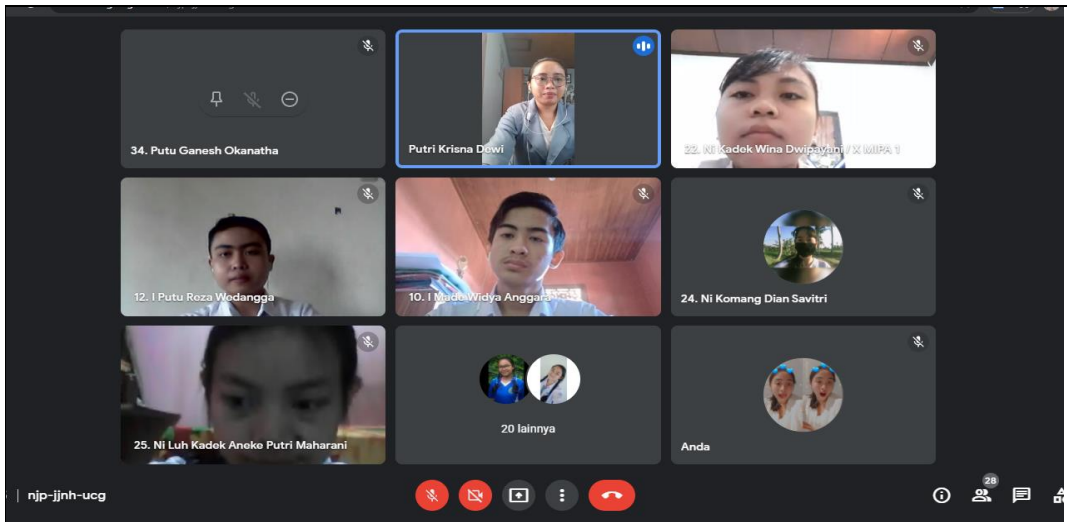 34. Putu Ganesh Okanatha
Putri Krisna Dewi
22. Ni Kadek Wina Dwipayani / X MIPA 1
12. I Putu Reza Wedangga
10. I Made Widya Anggara
24. Ni Komang Dian Savitri
25. Ni Luh Kadek Aneke Putri Maharani
20 lainnya
Anda
| njp-jjnh-ucg
28